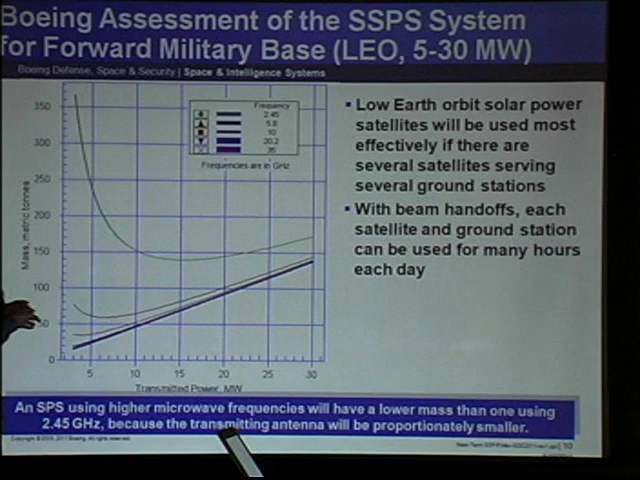 Boeing Assessment of the SSPS System
for Forward Military Base (LEO, 5-30 MW)
Boeing Defense, Space & Security | Space & Intelligence Systems
Frequency
2.45
5.8
10
20.2
35
Frequencies are in GHz
Mass, metric tonnes
350
300
250
200
150
100
50
0
5 10 15 20 25 30
Transmitted Power, MW
▪ Low Earth orbit solar power
satellites will be used most
effectively if there are
several satellites serving
several ground stations
▪ With beam handoffs, each
satellite and ground station
can be used for many hours
each day
An SPS using higher microwave frequencies will have a lower mass than one using
2.45 GHz, because the transmitting antenna will be proportionately smaller.
Boeing. All rights reserved.
10